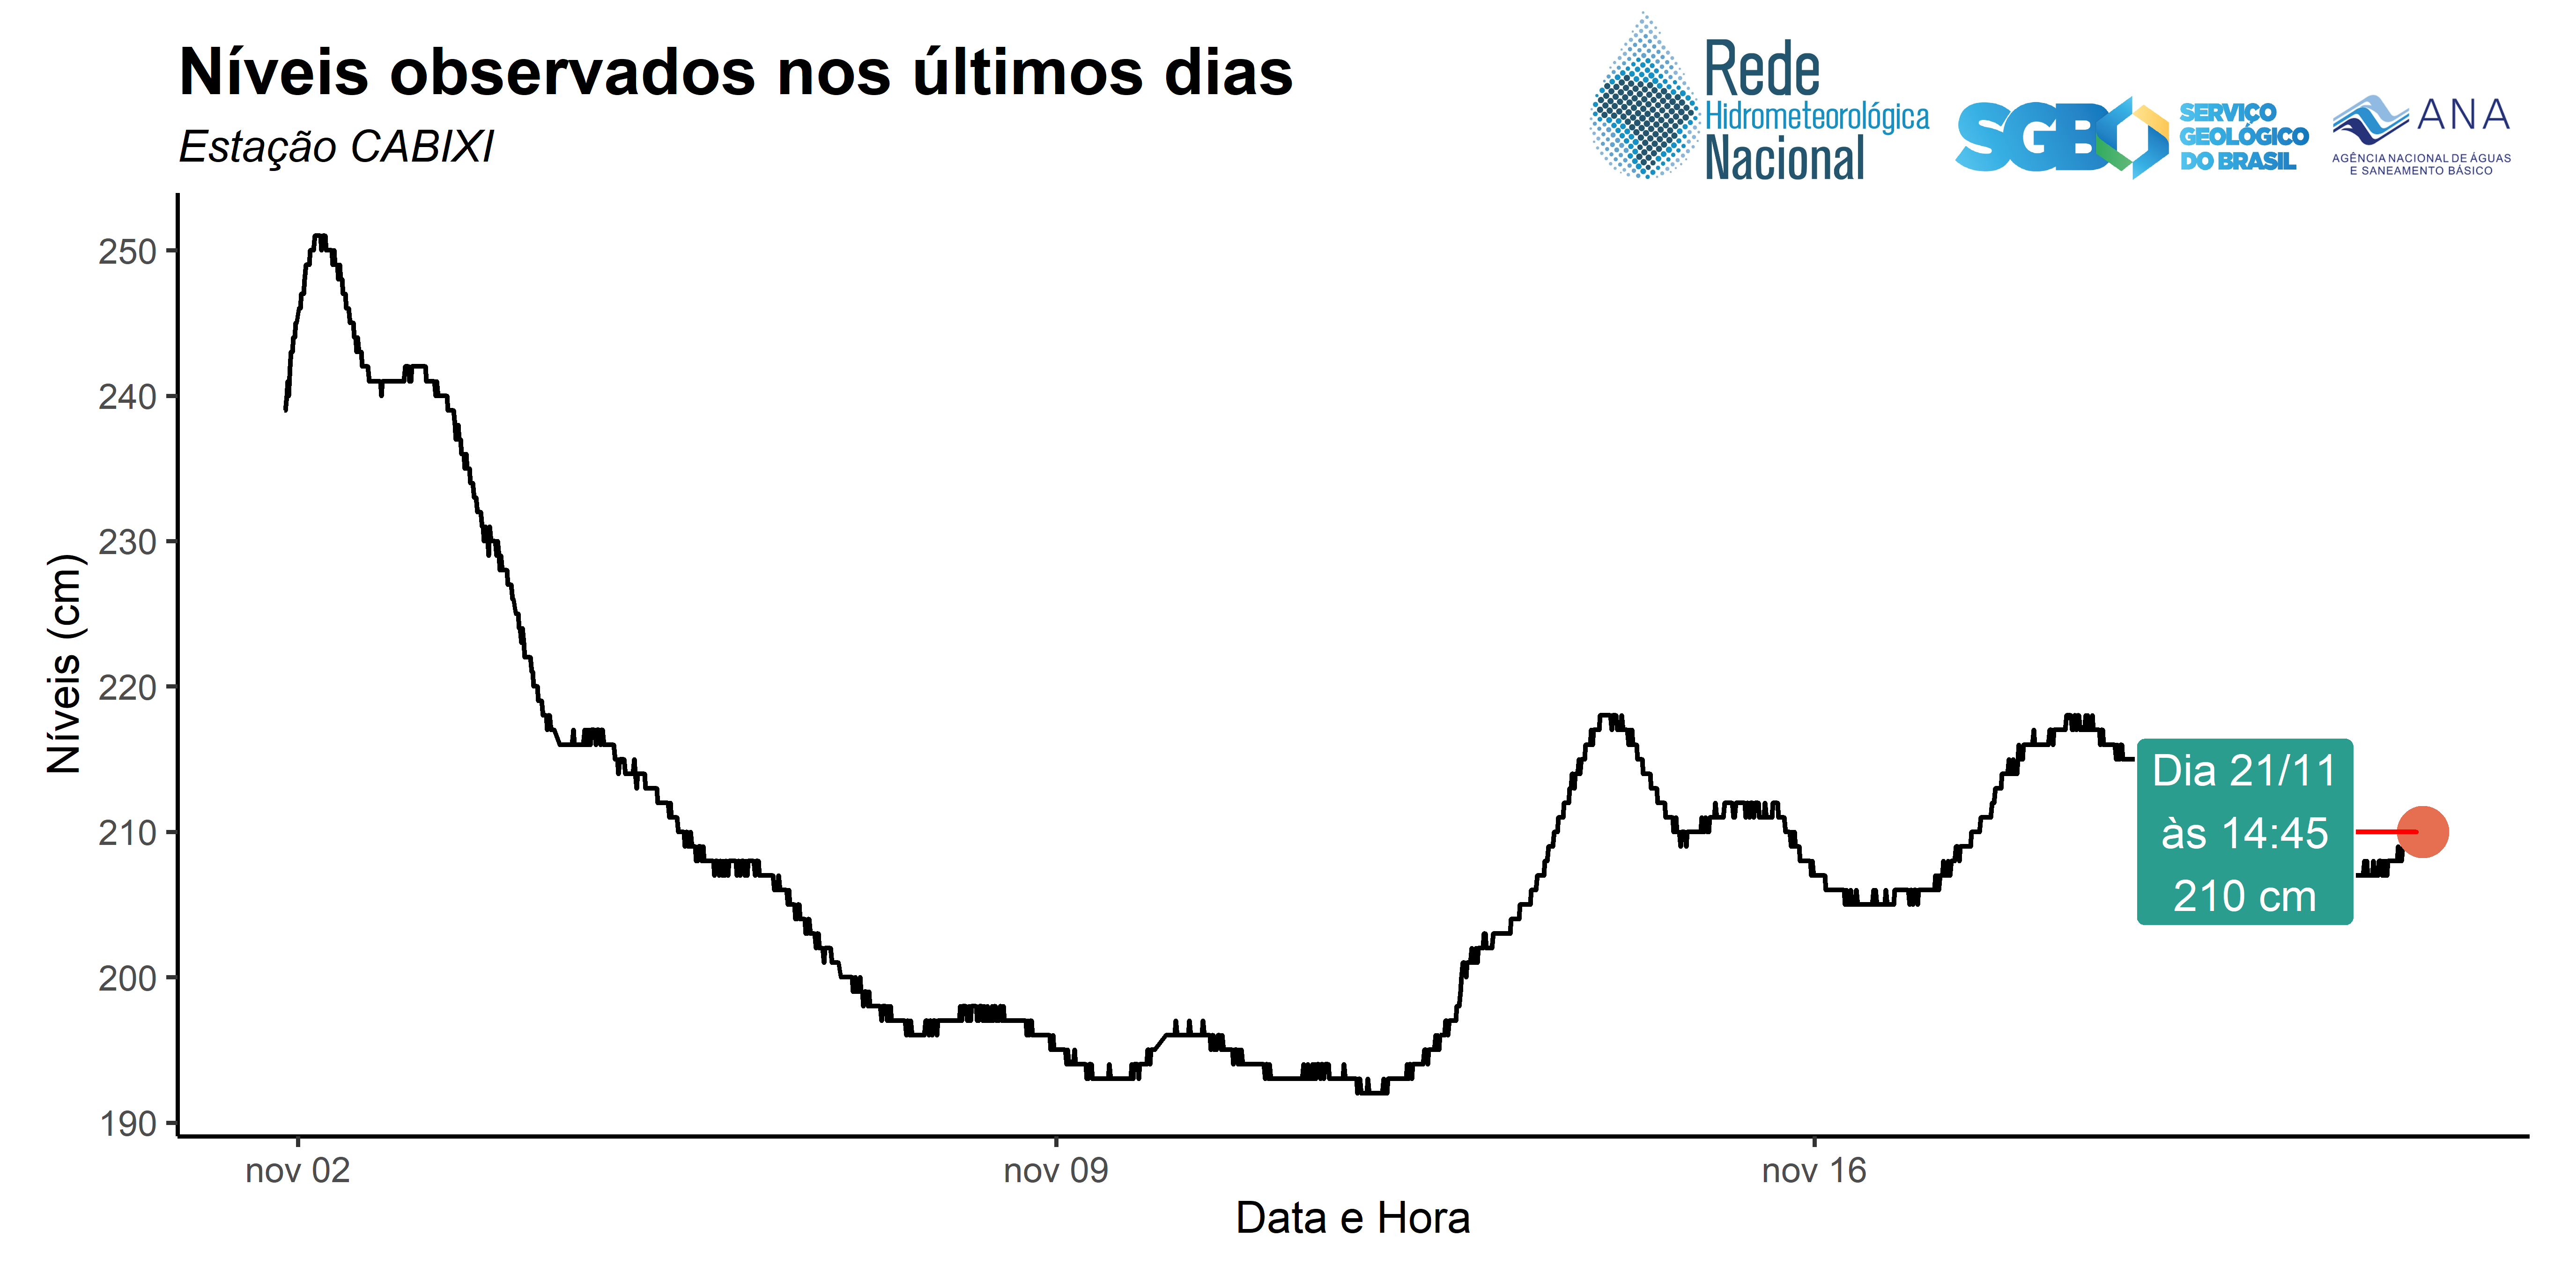 Níveis observados nos últimos dias
Estação CABIXI
Rede
Hidrometeorológica
Nacional
SGB
SERVIÇO
GEOLÓGICO
DO BRASIL
ANA
AGÊNCIA NACIONAL DE ÁGUAS
E SANEAMENTO BÁSICO
Níveis (cm)
250
240
230
220
210
200
190
Dia 21/11
às 14:45
210 cm
nov 02
nov 09
nov 16
Data e Hora